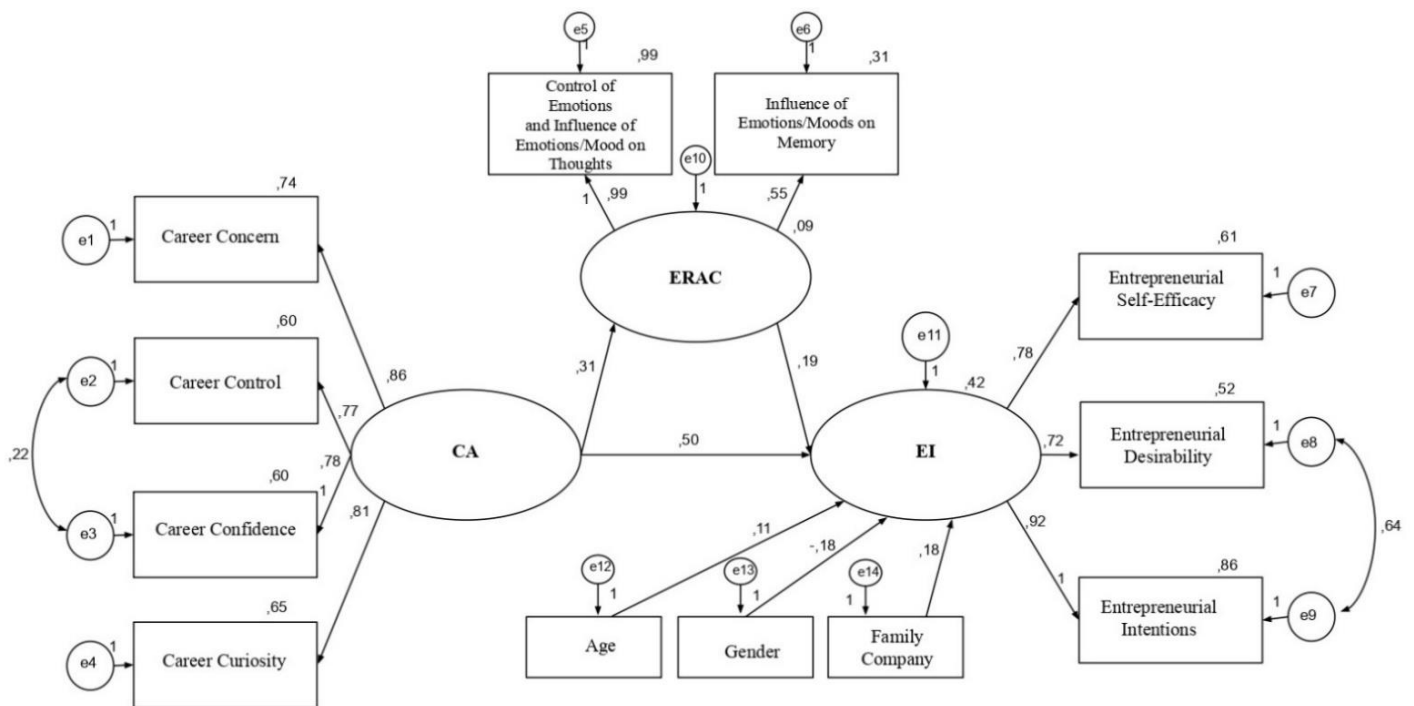 e5
1
,99
Control of
Emotions
and Influence of
Emotions/Mood on
Thoughts
e6
1
,31
Influence of
Emotions/Moods on
Memory
e10
1
1
,99
,55
,09
ERAC
,74
e1
1
Career Concern
,60
e2
1
Career Control
,22
,60
e3
1
Career Confidence
,65
e4
1
Career Curiosity
,86
,77
,78
1
,81
CA
,31
,50
,19
e11
1
,42
EI
,78
,72
,92
1
,61
Entrepreneurial
Self-Efficacy
1
e7
,52
Entrepreneurial
Desirability
1
e8
,64
,86
Entrepreneurial
Intentions
1
e9
,11
-,18
,18
e12
1
Age
e13
1
Gender
e14
1
Family
Company